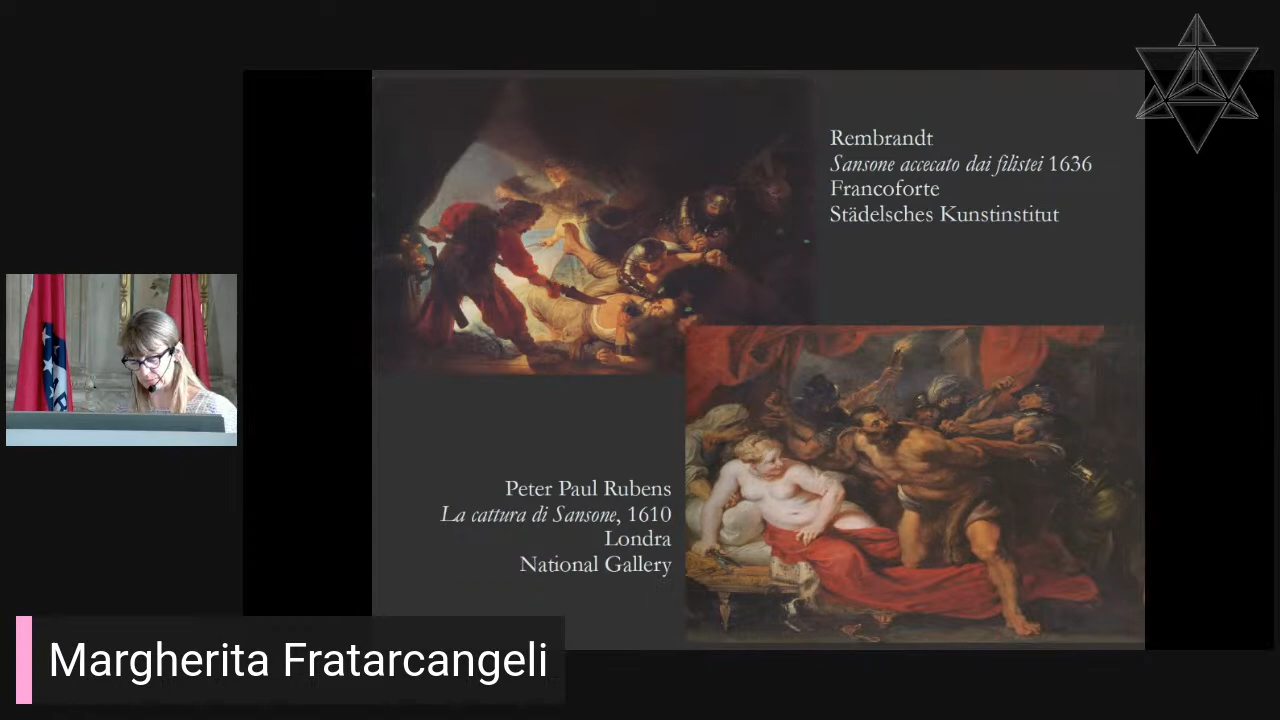 Rembrandt
Sansone accecato dai filistei 1636
Francoforte
Städelsches Kunstinstitut
Peter Paul Rubens
La cattura di Sansone, 1610
Londra
National Gallery
Margherita Fratarcangeli